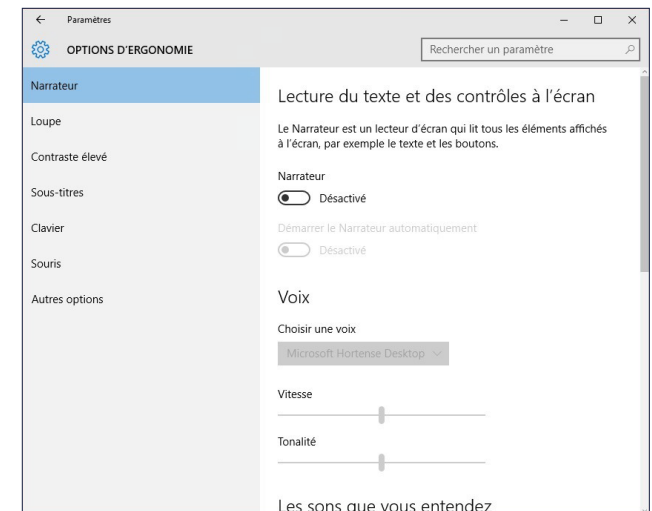 Paramètres
OPTIONS D'ERGONOMIE
Rechercher un paramètre
Narrateur
Loupe
Contraste élevé
Sous-titres
Clavier
Souris
Autres options
Lecture du texte et des contrôles à l'écran
Le Narrateur est un lecteur d'écran qui lit tous les éléments affichés
à l'écran, par exemple le texte et les boutons.
Narrateur
Désactivé
Démarrer le Narrateur automatiquement
Désactivé
Voix
Choisir une voix
Microsoft Hortense Desktop
Vitesse
Tonalité
Les sons que vous entendez